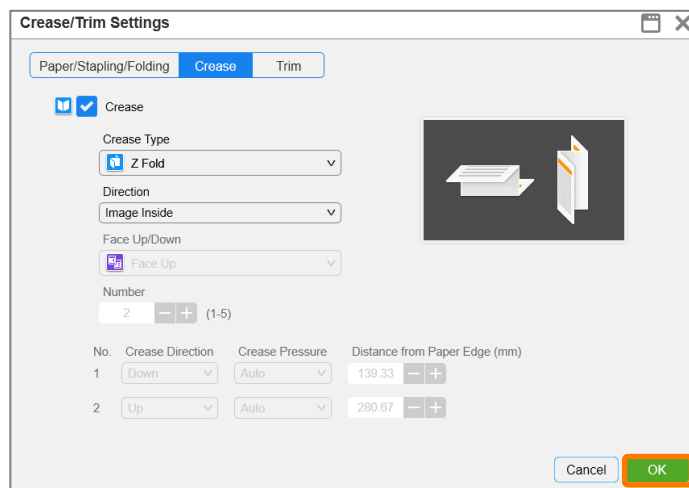 Crease/Trim Settings
Paper/Stapling/Folding Crease Trim
Crease
Crease Type
Z Fold
Direction
Image Inside
Face Up/Down
Face Up
Number
2 (1-5)
No. Crease Direction Crease Pressure Distance from Paper Edge (mm)
1 Down Auto 139.33
2 Up Auto 280.67
Cancel OK